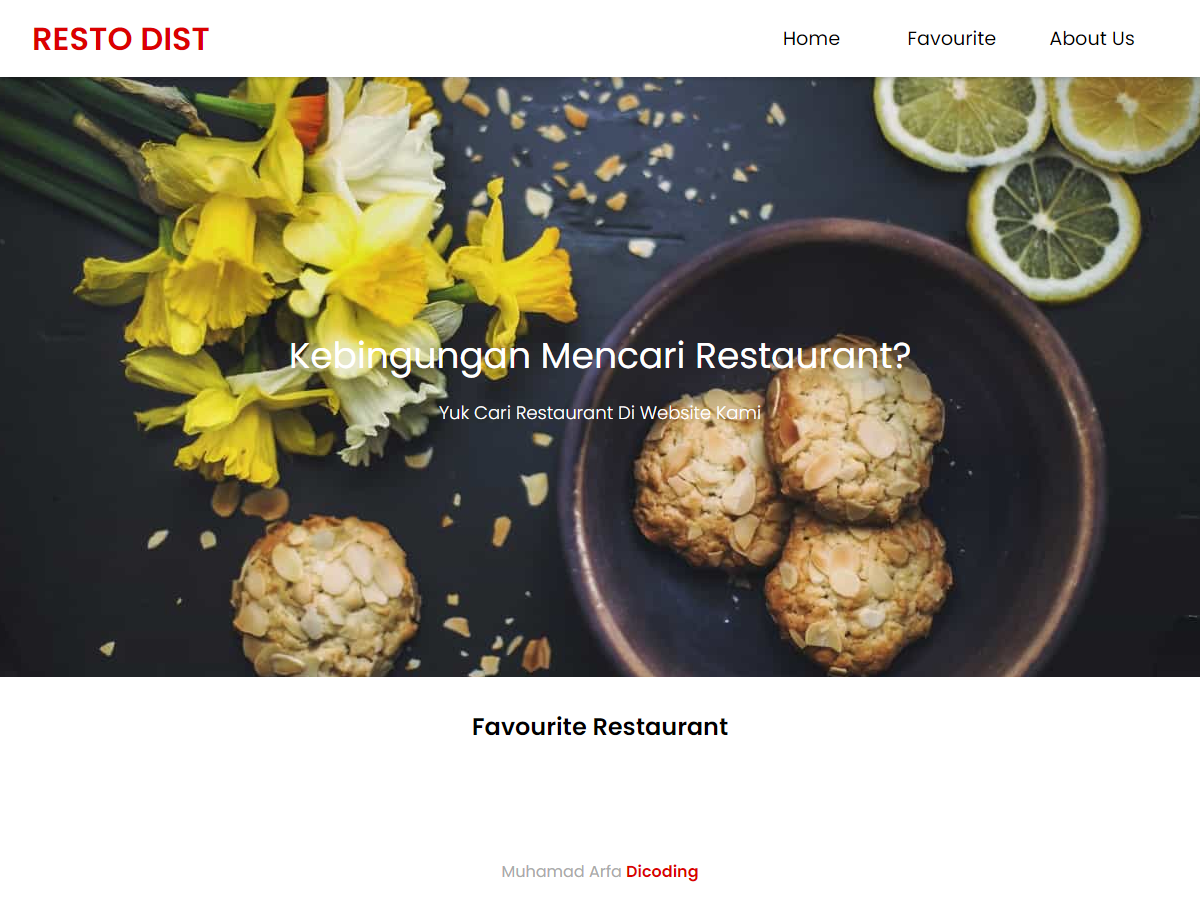 RESTO DIST
Home Favourite About Us
Kebingungan Mencari Restaurant?
Yuk Cari Restaurant Di Website Kami
Favourite Restaurant
Muhamad Arfa Dicoding